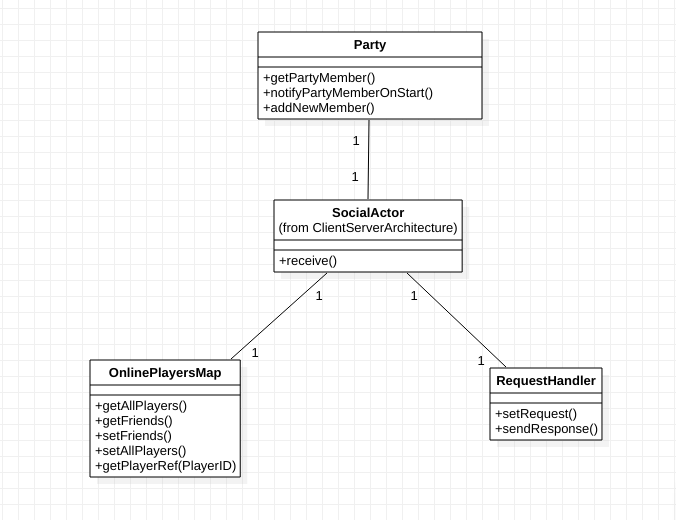 Party
+getPartyMember()
+notifyPartyMemberOnStart()
+addNewMember()
1
1
SocialActor
(from ClientServerArchitecture)
+receive()
1
1
1
1
OnlinePlayersMap
+getAllPlayers()
+getFriends()
+setFriends()
+setAllPlayers()
+getPlayerRef(PlayerID)
RequestHandler
+setRequest()
+sendResponse()